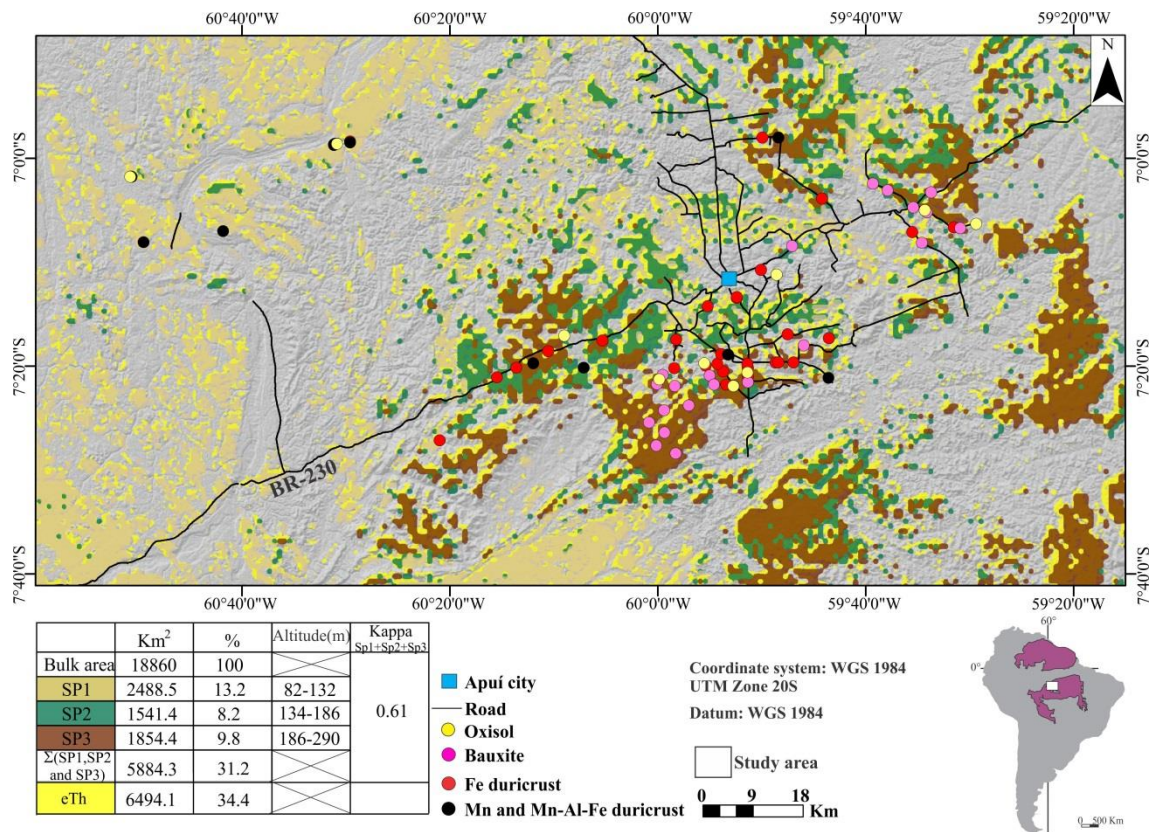 60°40'0"W 60°20'0"W 60°0'0"W 59°40'0"W 59°20'0"W
N
7°0'0"S 7°0'0"S
7°20'0"S 7°20'0"S
BR-230
7°40'0"S 7°40'0"S
60°40'0"W 60°20'0"W 60°0'0"W 59°40'0"W 59°20'0"W
Km2 % Altitude(m) Kappa
Sp1+Sp2+Sp3
Bulk area 18860 100
SP1 2488.5 13.2 82-132
SP2 1541.4 8.2 134-186 0.61
SP3 1854.4 9.8 186-290
Σ(SP1,SP2
and SP3) 5884.3 31.2
eTh 6494.1 34.4
Apuí city
Road
Oxisol
Bauxite
Fe duricrust
Mn and Mn-Al-Fe duricrust
Coordinate system: WGS 1984
UTM Zone 20S
Datum: WGS 1984
Study area
0 9 18
Km
60°
0°
0 500 Km